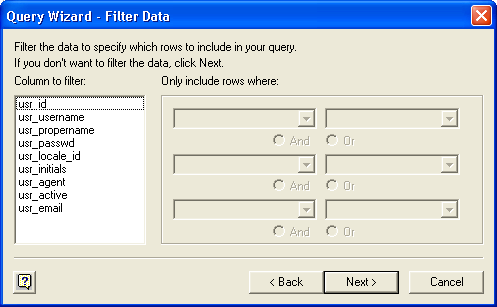 Query Wizard - Filter Data
Filter the data to specify which rows to include in your query.
If you don't want to filter the data, click Next.
Column to filter:
Only include rows where:
usr_id
usr_username
usr_propername
usr_passwd
usr_locale_id
usr_initials
usr_agent
usr_active
usr_email
And Or
And Or
And Or
?
< Back Next > Cancel